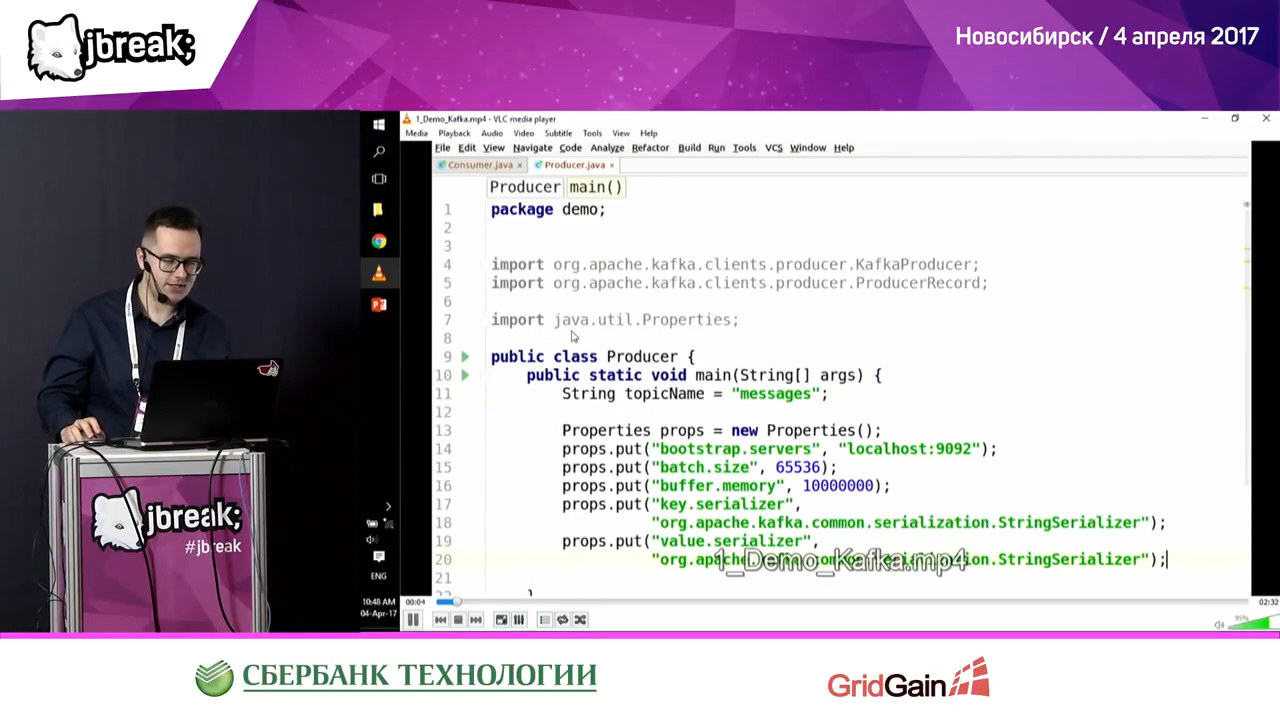 jbreak;
Новосибирск / 4 апреля 2017
1_Demo_Kafka.mp4 - VLC media player
Media Playback Audio Video Subtitle Tools View Help
File Edit View Navigate Code Analyze Refactor Build Run Tools VCS Window Help
Consumer.java × Producer.java ×
Producer main()
1 package demo;
2
3
4 import org.apache.kafka.clients.producer.KafkaProducer;
5 import org.apache.kafka.clients.producer.ProducerRecord;
6
7 import java.util.Properties;
8
9 public class Producer {
10 public static void main(String[] args) {
11 String topicName = "messages";
12
13 Properties props = new Properties();
14 props.put("bootstrap.servers", "localhost:9092");
15 props.put("batch.size", 65536);
16 props.put("buffer.memory", 10000000);
17 props.put("key.serializer",
18 "org.apache.kafka.common.serialization.StringSerializer");
19 props.put("value.serializer",
20 "org.apache.kafka.common.serialization.StringSerializer");
1_Demo_Kafka.mp4
21
22 }
00:04 02:32
95%
ENG
10:48 AM
04-Apr-17
jbreak;
#jbreak
СБЕРБАНК ТЕХНОЛОГИИ
GridGain